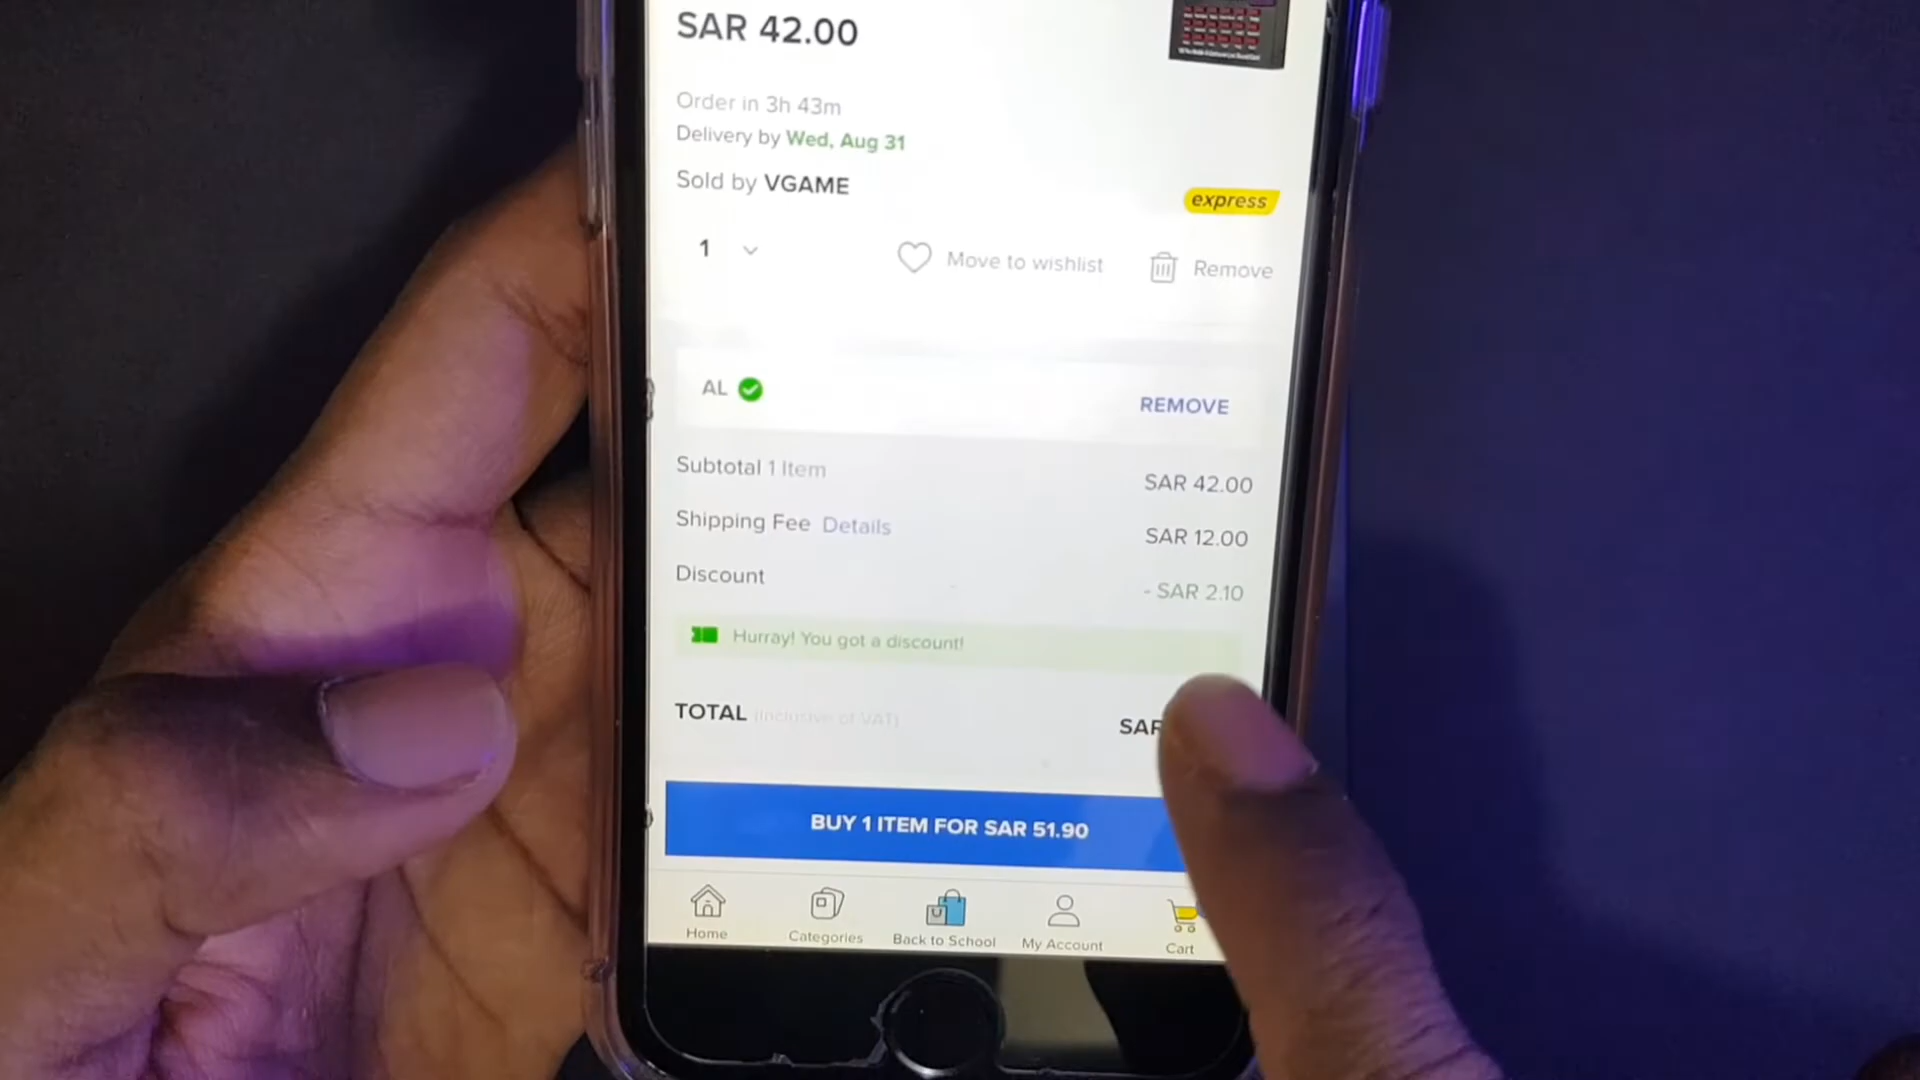 SAR 42.00
Order in 3h 43m
Delivery by Wed, Aug 31
Sold by VGAME
express
1
Move to wishlist
Remove
AL
REMOVE
Subtotal 1 Item
SAR 42.00
Shipping Fee Details
SAR 12.00
Discount
- SAR 2.10
Hurray! You got a discount!
TOTAL (Inclusive of VAT)
SAR
BUY 1 ITEM FOR SAR 51.90
Home
Categories
Back to School
My Account
Cart